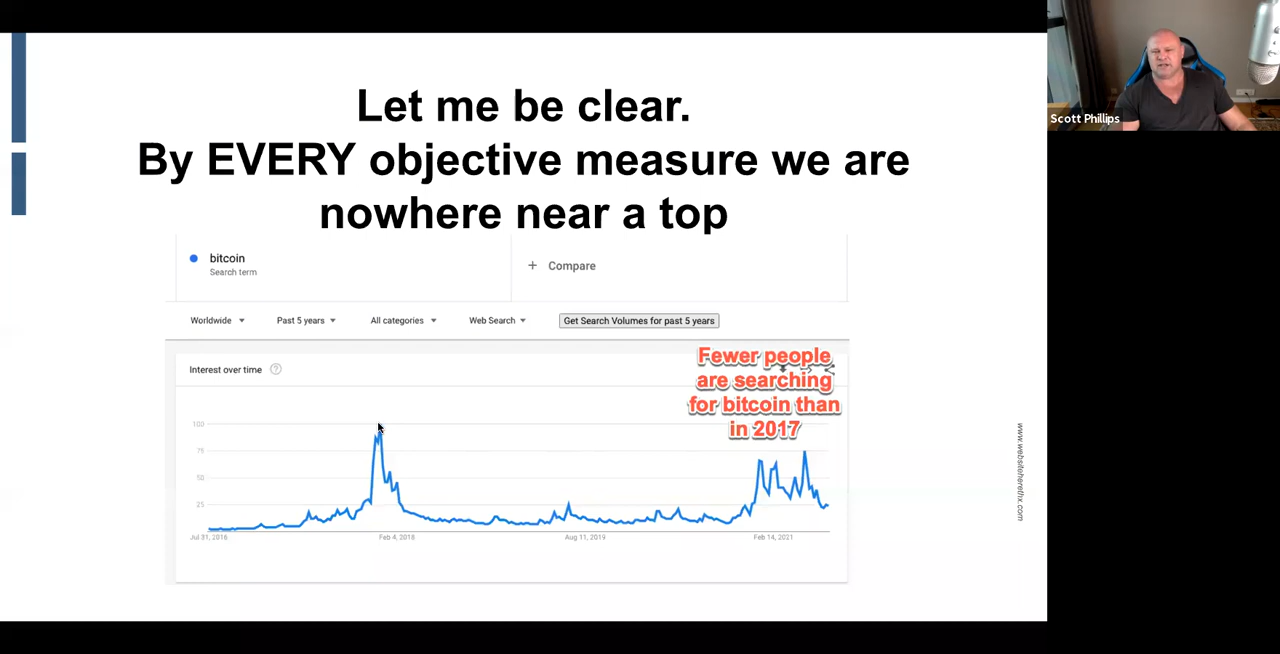 Let me be clear.
By EVERY objective measure we are
nowhere near a top
Scott Phillips
bitcoin
Search term
+ Compare
Worldwide Past 5 years All categories Web Search Get Search Volumes for past 5 years
Interest over time ?
Fewer people
are searching
for bitcoin than
in 2017
100
75
50
25
Jul 31, 2016 Feb 4, 2018 Aug 11, 2019 Feb 14, 2021
www.websiteherethx.com